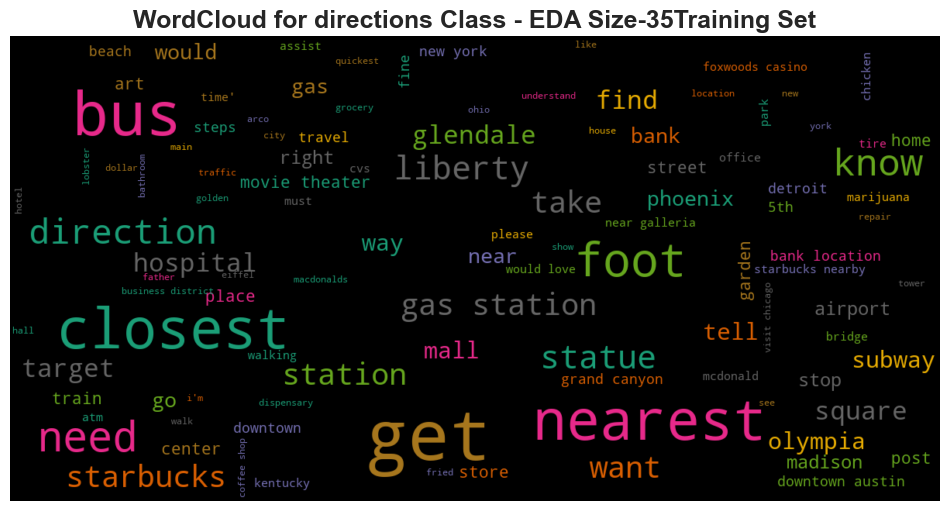 WordCloud for directions Class - EDA Size-35Training Set
beach
would
assist
quickest
new york
like
fine
foxwoods casino
chicken
art
gas
time'
bus
grocery
understand
find
location
new
park
arco
ohio
steps
city
travel
glendale
house
bank
york
main
tire
home
lobster
dollar
bathroom
traffic
right
cvs
liberty
street
office
know
movie theater
hotel
golden
must
take
phoenix
detroit
marijuana
5th
near galleria
repair
direction
way
please
show
near
would love
foot
garden
bank location
starbucks nearby
hospital
father
eiffel
macdonalds
business district
place
gas station
visit chicago
tower
airport
hall
closest
walking
mall
statue
tell
bridge
subway
target
station
grand canyon
mcdonald
stop
train
go
i'm
atm
walk
dispensary
get
nearest
see
square
need
downtown
center
coffee shop
olympia
starbucks
kentucky
fried
store
want
madison
post
downtown austin